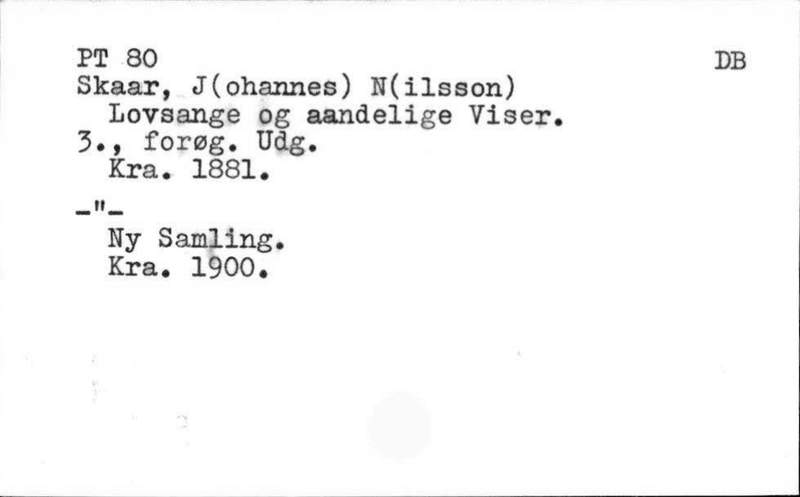 PT 80 DB
Skaar, J(ohannes) N(ilsson)
Lovsange og aandelige Viser.
3., forøg. Udg.
Kra. 1881.
_"_
Ny Samling.
Kra. 1900.